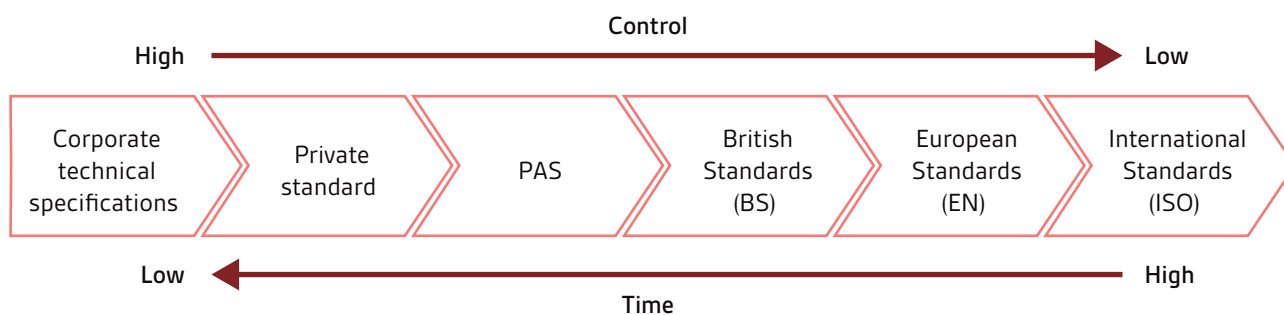 Control
High
Low
Corporate
technical
specifications
Private
standard
PAS
British
Standards
(BS)
European
Standards
(EN)
International
Standards
(ISO)
Low
High
Time